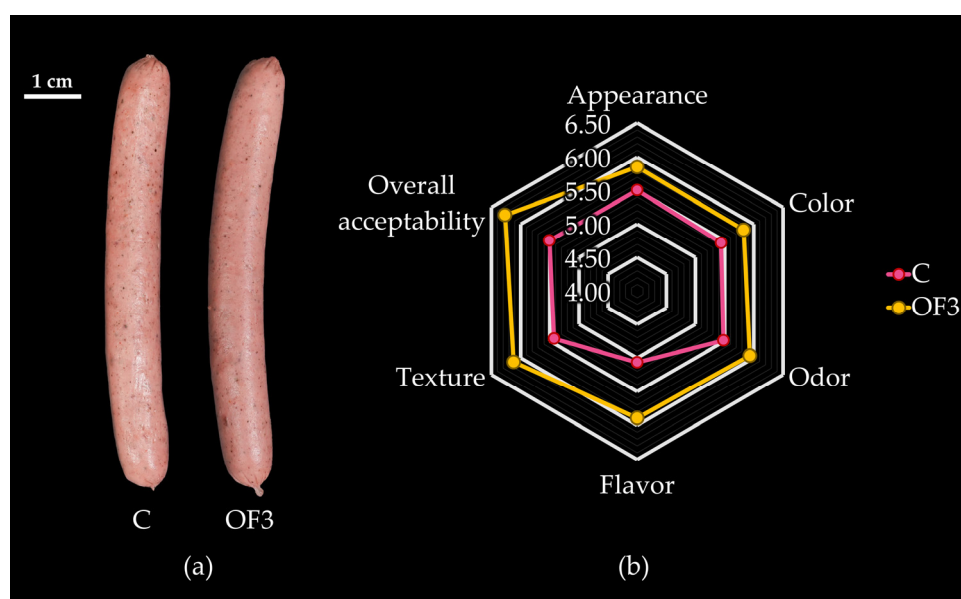 1 cm
C
OF3
(a)
Appearance
6.50
6.00
5.50
5.00
4.50
4.00
Overall
acceptability
Color
Texture
Odor
Flavor
C
OF3
(b)